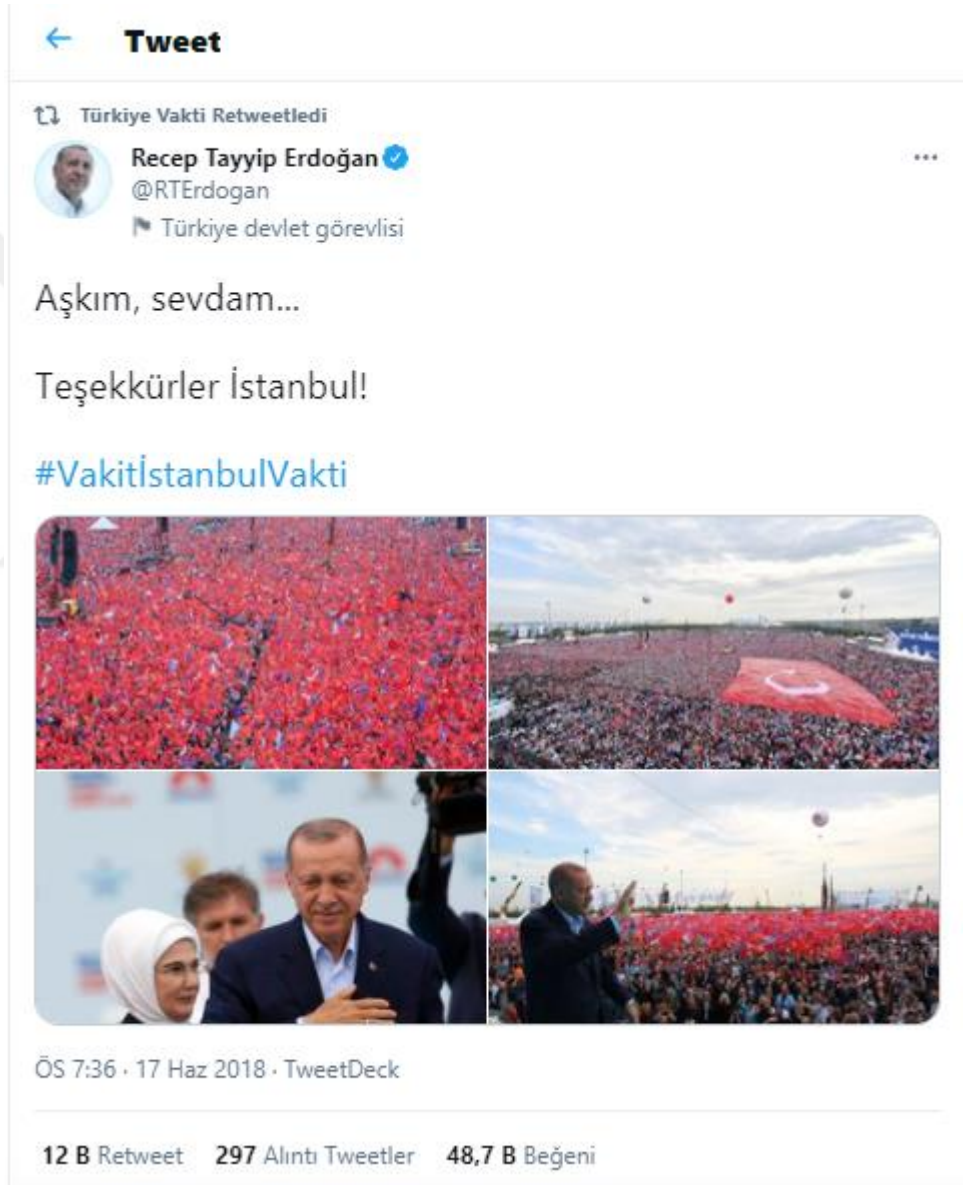 Tweet
Türkiye Vakti Retweetledi
Recep Tayyip Erdoğan
@RTErdogan
Türkiye devlet görevlisi
Aşkım, sevdam...
Teşekkürler İstanbul!
#VakitİstanbulVakti
ÖS 7:36 · 17 Haz 2018 · TweetDeck
12 B Retweet 297 Alıntı Tweetler 48,7 B Beğeni